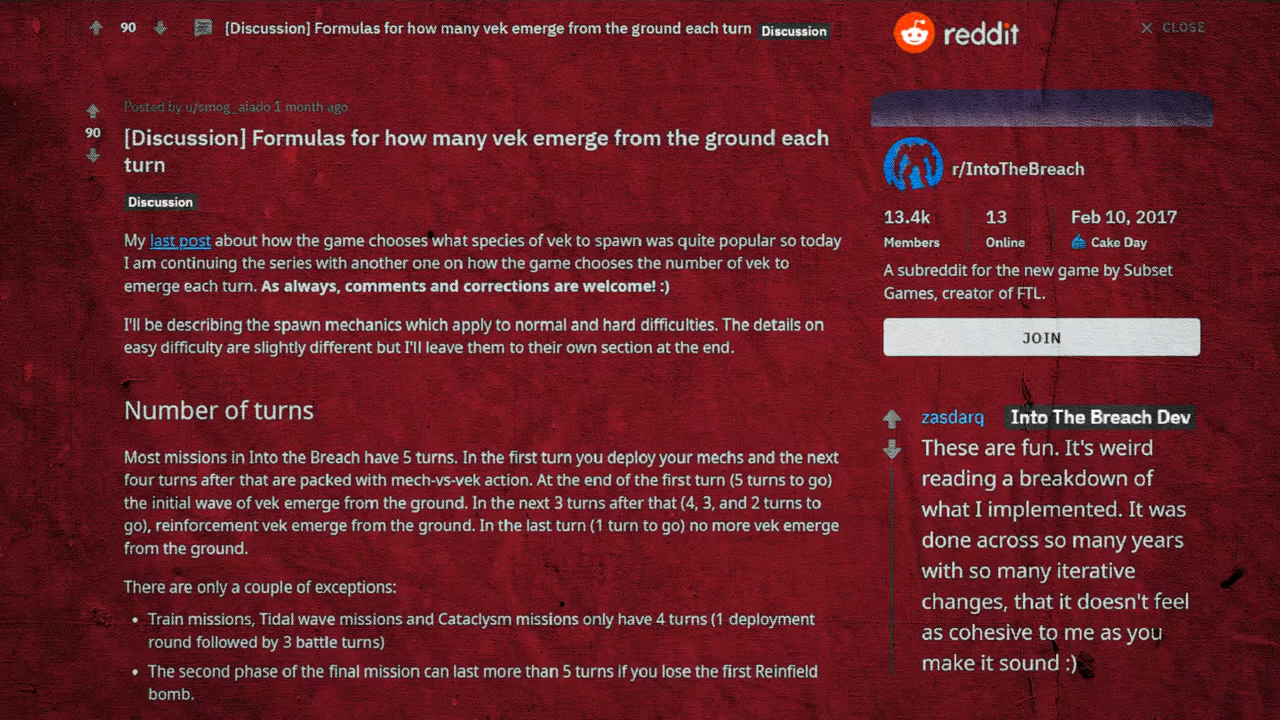 90
[Discussion] Formulas for how many vek emerge from the ground each turn Discussion
reddit
CLOSE
Posted by u/smog_alado 1 month ago
90
[Discussion] Formulas for how many vek emerge from the ground each
turn
Discussion
My last post about how the game chooses what species of vek to spawn was quite popular so today
I am continuing the series with another one on how the game chooses the number of vek to
emerge each turn. As always, comments and corrections are welcome! :)
I'll be describing the spawn mechanics which apply to normal and hard difficulties. The details on
easy difficulty are slightly different but I'll leave them to their own section at the end.
Number of turns
Most missions in Into the Breach have 5 turns. In the first turn you deploy your mechs and the next
four turns after that are packed with mech-vs-vek action. At the end of the first turn (5 turns to go)
the initial wave of vek emerge from the ground. In the next 3 turns after that (4, 3, and 2 turns to
go), reinforcement vek emerge from the ground. In the last turn (1 turn to go) no more vek emerge
from the ground.
There are only a couple of exceptions:
• Train missions, Tidal wave missions and Cataclysm missions only have 4 turns (1 deployment
round followed by 3 battle turns)
• The second phase of the final mission can last more than 5 turns if you lose the first Reinfield
bomb.
r/IntoTheBreach
13.4k 13 Feb 10, 2017
Members Online Cake Day
A subreddit for the new game by Subset
Games, creator of FTL.
JOIN
zasdarq Into The Breach Dev
These are fun. It's weird
reading a breakdown of
what I implemented. It was
done across so many years
with so many iterative
changes, that it doesn't feel
as cohesive to me as you
make it sound :)